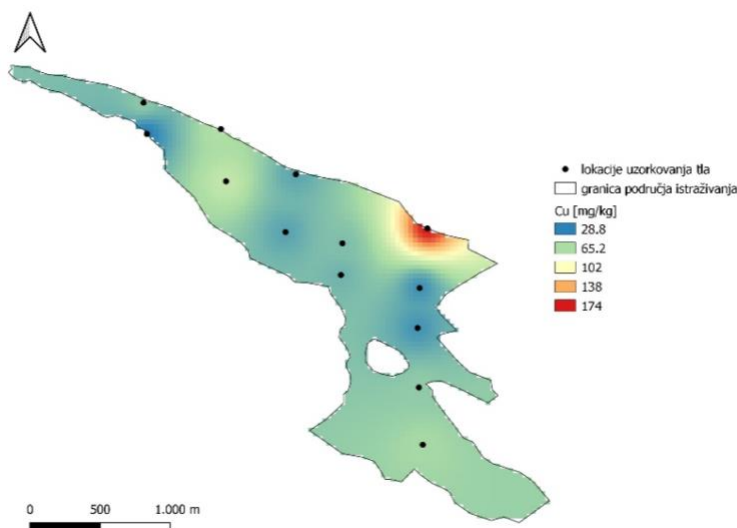 lokacije uzorkovanja tla
granica područja istraživanja
Cu [mg/kg]
28.8
65.2
102
138
174
0 500 1.000 m